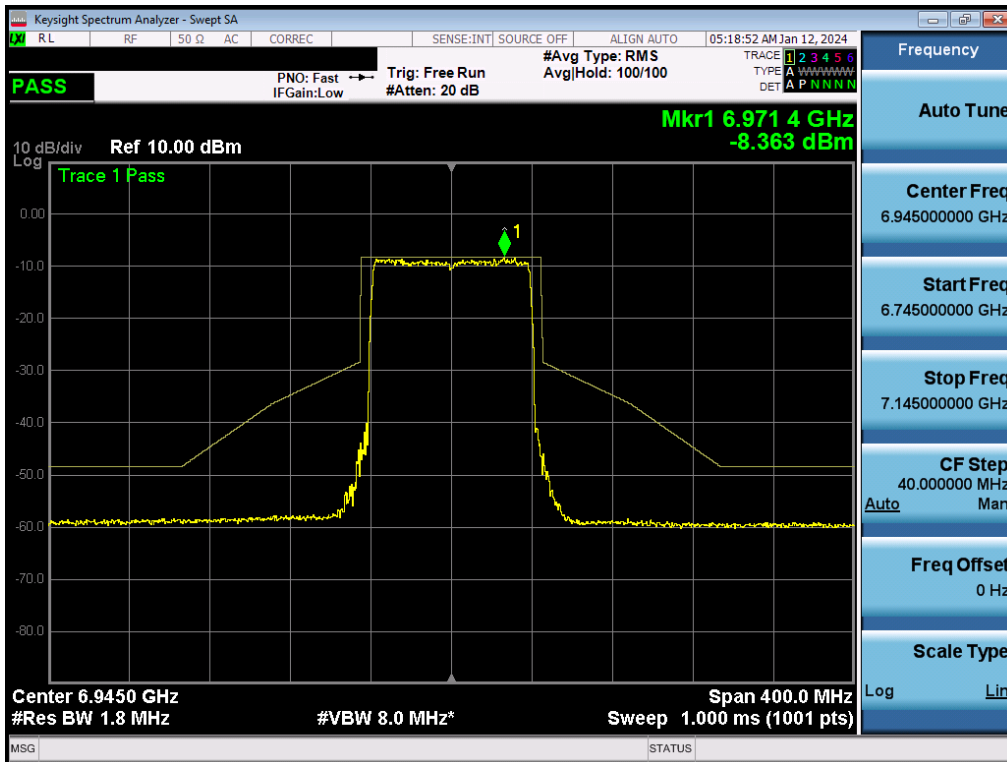 Keysight Spectrum Analyzer - Swept SA
LXI RL RF 50 Ω AC CORREC SENSE:INT SOURCE OFF ALIGN AUTO 05:18:52 AM Jan 12, 2024
PASS
PNO: Fast
IFGain:Low
Trig: Free Run
#Atten: 20 dB
#Avg Type: RMS
Avg|Hold: 100/100
TRACE 1 2 3 4 5 6
TYPE A WWWWW
DET A P N N N N
Mkr1 6.971 4 GHz
-8.363 dBm
10 dB/div Ref 10.00 dBm
Log
Trace 1 Pass
1
0.00
-10.0
-20.0
-30.0
-40.0
-50.0
-60.0
-70.0
-80.0
Center 6.9450 GHz Span 400.0 MHz
#Res BW 1.8 MHz #VBW 8.0 MHz* Sweep 1.000 ms (1001 pts)
MSG STATUS
Frequency
Auto Tune
Center Freq
6.945000000 GHz
Start Freq
6.745000000 GHz
Stop Freq
7.145000000 GHz
CF Step
40.000000 MHz
Auto Man
Freq Offset
0 Hz
Scale Type
Log Lin